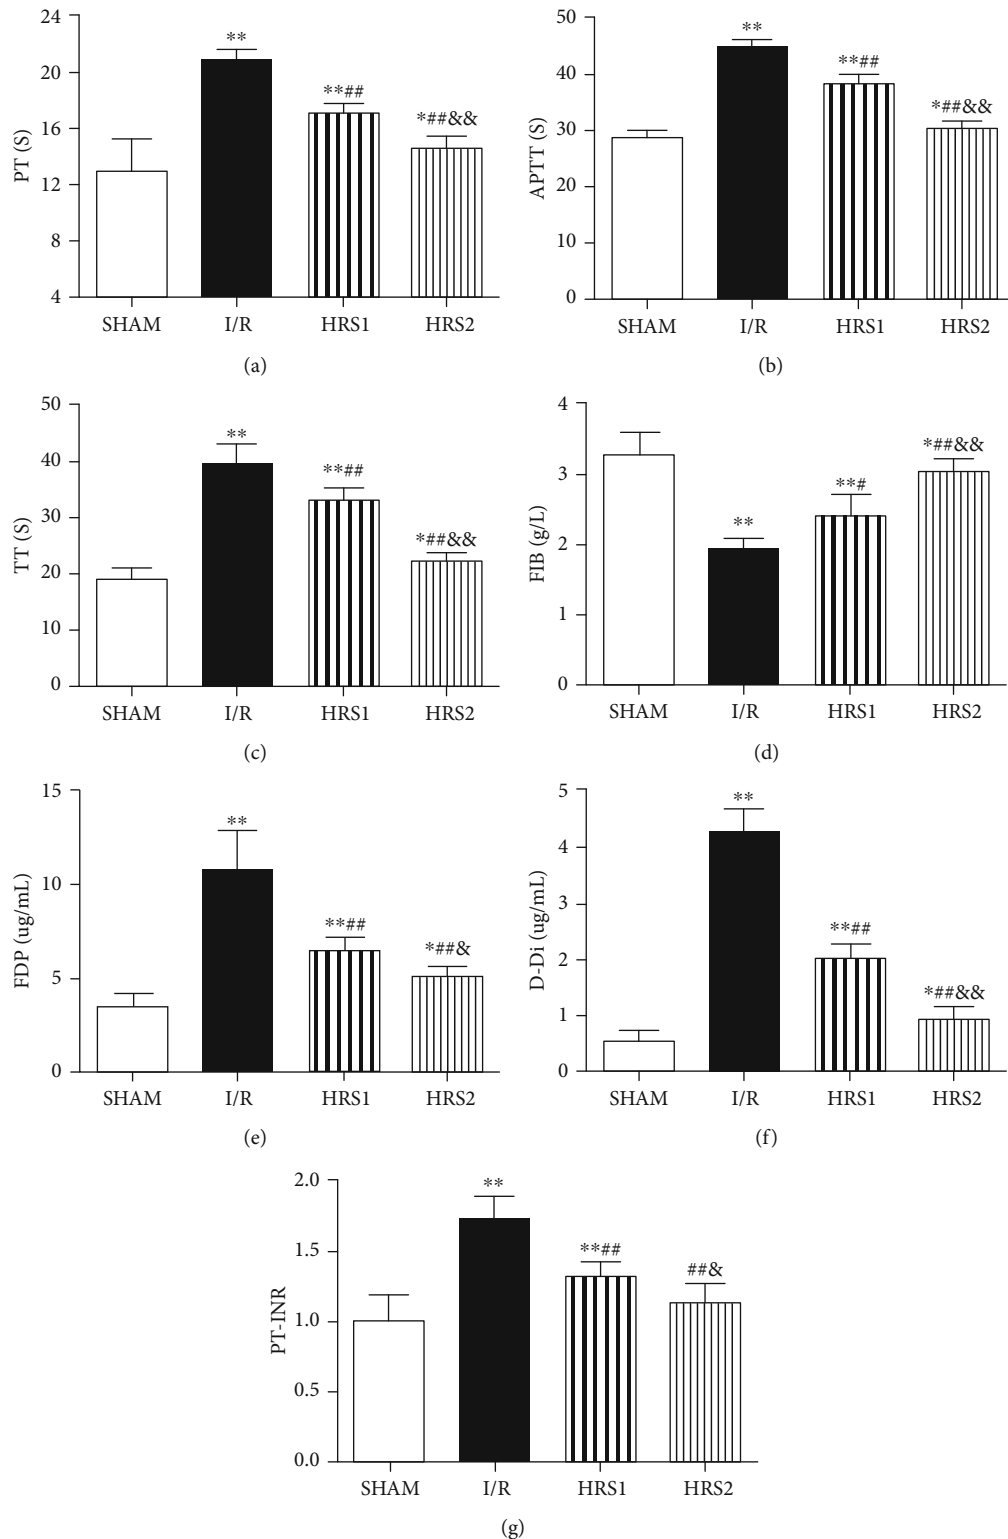 24
20
16
12
8
4
PT (S)
**
**##
*##&&
SHAM I/R HRS1 HRS2
(a)
50
40
30
20
10
0
APTT (S)
**
**##
*##&&
SHAM I/R HRS1 HRS2
(b)
50
40
30
20
10
0
TT (S)
**
**##
*##&&
SHAM I/R HRS1 HRS2
(c)
4
3
2
1
0
FIB (g/L)
**
**#
*##&&
SHAM I/R HRS1 HRS2
(d)
15
10
5
0
FDP (ug/mL)
**
**##
*##&
SHAM I/R HRS1 HRS2
(e)
5
4
3
2
1
0
D-Di (ug/mL)
**
**##
*##&&
SHAM I/R HRS1 HRS2
(f)
2.0
1.5
1.0
0.5
0.0
PT-INR
**
**##
##&
SHAM I/R HRS1 HRS2
(g)